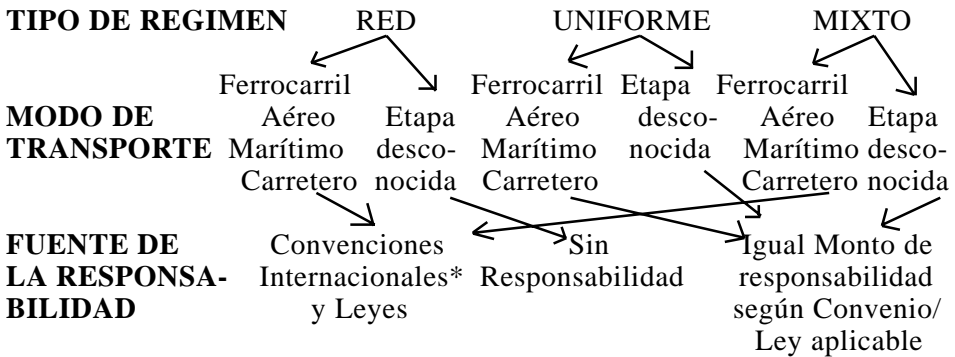 TIPO DE REGIMEN RED UNIFORME MIXTO
Ferrocarril Ferrocarril Etapa Ferrocarril
MODO DE Aéreo Etapa Aéreo desco- Aéreo Etapa
TRANSPORTE Marítimo desco- Marítimo nocida Marítimo desco-
Carretero nocida Carretero Carretero nocida
FUENTE DE Convenciones Sin Igual Monto de
LA RESPONSA- Internacionales* Responsabilidad responsabilidad
BILIDAD y Leyes según Convenio/
Ley aplicable